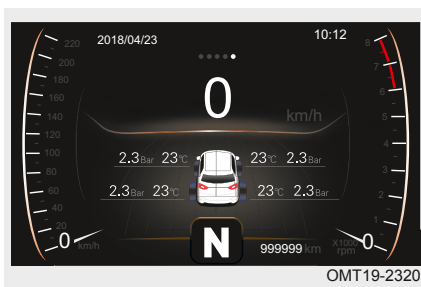 2018/04/23 10:12
0
km/h
220
200
180
160
140
120
100
80
60
40
20
0 km/h
8
7
6
5
4
3
2
1
0
X1000
rpm
2.3Bar 23℃ 23℃ 2.3Bar
2.3Bar 23℃ 23℃ 2.3Bar
N
999999 km
OMT19-2320